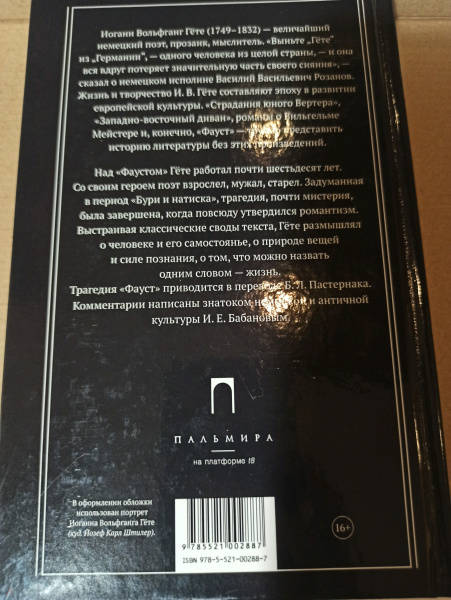 Иоганн Вольфганг Гёте (1749–1832) — величайший
немецкий поэт, прозаик, мыслитель. «Выньте „Гёте“
из „Германии“, — одного человека из целой страны, — и она
вся вдруг потеряет значительную часть своего сияния», —
сказал о немецком исполине Василий Васильевич Розанов.
Жизнь и творчество И. В. Гёте составляют эпоху в развитии
европейской культуры. «Страдания юного Вертера»,
«Западно-восточный диван», романы о Вильгельме
Мейстере и, конечно, «Фауст» — представить
историю литературы без этих произведений.
Над «Фаустом» Гёте работал почти шестьдесят лет.
Со своим героем поэт взрослел, мужал, старел. Задуманная
в период «Бури и натиска», трагедия, почти мистерия,
была завершена, когда повсюду утвердился романтизм.
Выстраивая классические своды текста, Гёте размышлял
о человеке и его самостоянье, о природе вещей
и силе познания, о том, что можно назвать
одним словом — жизнь.
Трагедия «Фауст» приводится в переводе Б. Л. Пастернака.
Комментарии написаны знатоком немецкой и античной
культуры И. Е. Бабановым.
ПАЛЬМИРА
на платформе 18
В оформлении обложки
использован портрет
Иоганна Вольфганга Гёте
(худ. Йозеф Карл Штилер).
9 785521 002887
ISBN 978-5-521-00288-7
16+